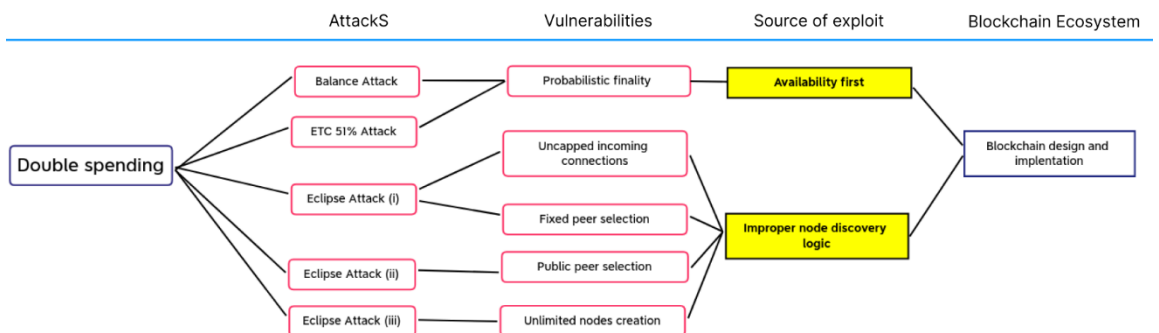 AttackS
Vulnerabilities
Source of exploit
Blockchain Ecosystem
Balance Attack
Probabilistic finality
Availability first
ETC 51% Attack
Double spending
Uncapped incoming
connections
Blockchain design and
implentation
Eclipse Attack (i)
Fixed peer selection
Improper node discovery
logic
Eclipse Attack (ii)
Public peer selection
Eclipse Attack (iii)
Unlimited nodes creation